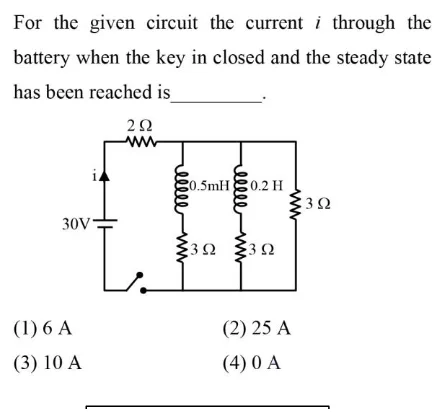 For the given circuit the current i through the
battery when the key in closed and the steady state
has been reached is_________.
2 Ω
i
0.5mH
0.2 H
3 Ω
30V
3 Ω
3 Ω
(1) 6 A
(2) 25 A
(3) 10 A
(4) 0 A